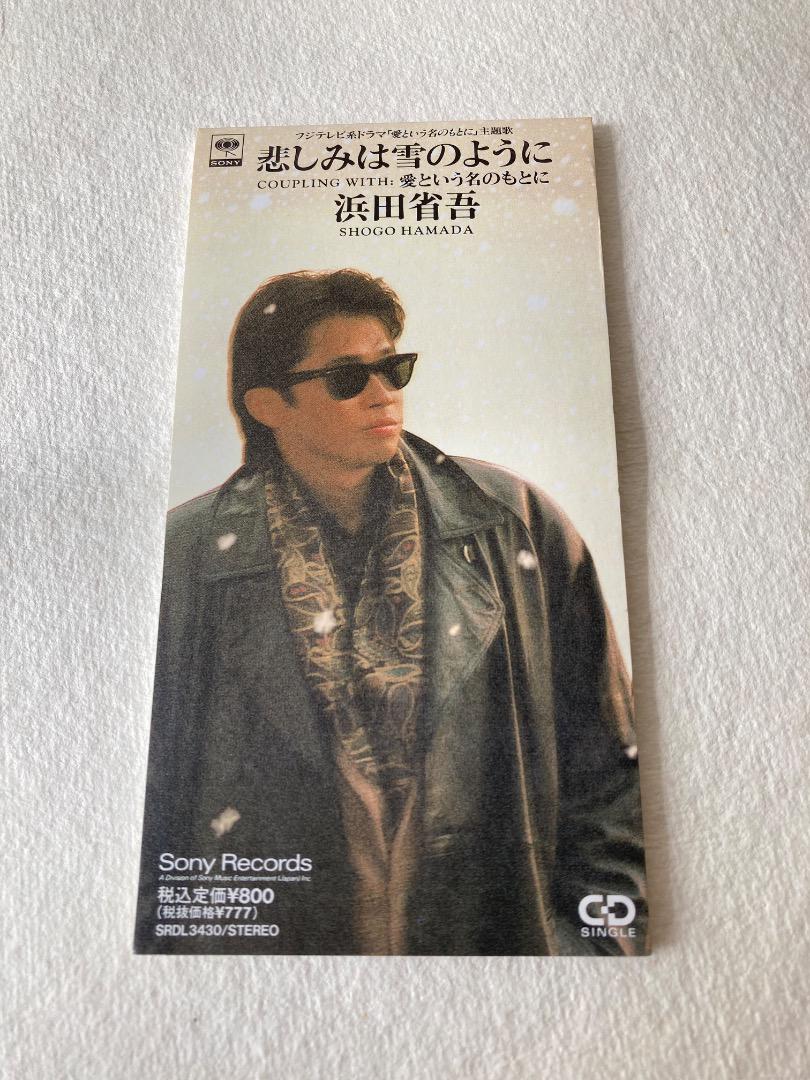 フジテレビ系ドラマ「愛という名のもとに」主題歌
SONY
悲しみは雪のように
COUPLING WITH: 愛という名のもとに
浜田省吾
SHOGO HAMADA
Sony Records
A Division of Sony Music Entertainment (Japan) Inc.
税込定価¥800
(税抜価格¥777)
SRDL3430/STEREO
CD
SINGLE